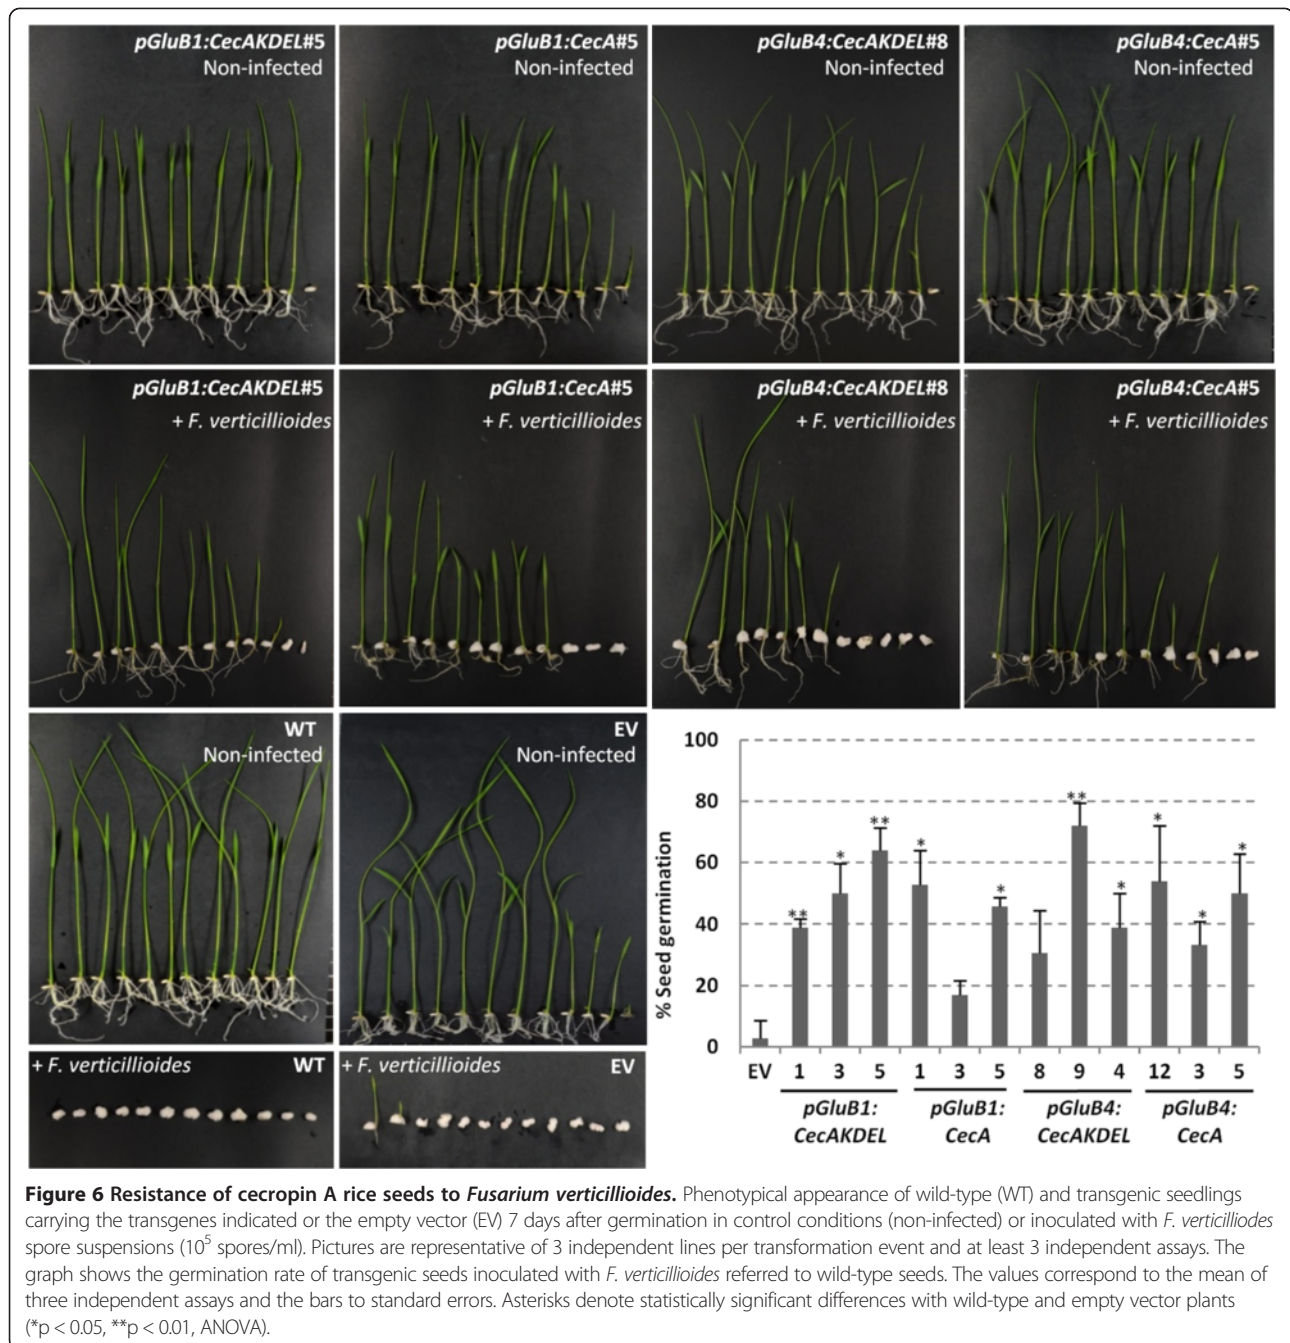 pGluB1:CecAKDEL#5
Non-infected
pGluB1:CecA#5
Non-infected
pGluB4:CecAKDEL#8
Non-infected
pGluB4:CecA#5
Non-infected
pGluB1:CecAKDEL#5
+ F. verticillioides
pGluB1:CecA#5
+ F. verticillioides
pGluB4:CecAKDEL#8
+ F. verticillioides
pGluB4:CecA#5
+ F. verticillioides
WT
Non-infected
EV
Non-infected
+ F. verticillioides WT
+ F. verticillioides EV
% Seed germination
100
80
60
40
20
0
** * ** * * ** * * * *
EV 1 3 5 1 3 5 8 9 4 12 3 5
pGluB1: pGluB1: pGluB4: pGluB4:
CecAKDEL CecA CecAKDEL CecA
Figure 6 Resistance of cecropin A rice seeds to Fusarium verticillioides. Phenotypical appearance of wild-type (WT) and transgenic seedlings
carrying the transgenes indicated or the empty vector (EV) 7 days after germination in control conditions (non-infected) or inoculated with F. verticilliodes
spore suspensions (10⁵ spores/ml). Pictures are representative of 3 independent lines per transformation event and at least 3 independent assays. The
graph shows the germination rate of transgenic seeds inoculated with F. verticillioides referred to wild-type seeds. The values correspond to the mean of
three independent assays and the bars to standard errors. Asterisks denote statistically significant differences with wild-type and empty vector plants
(*p < 0.05, **p < 0.01, ANOVA).